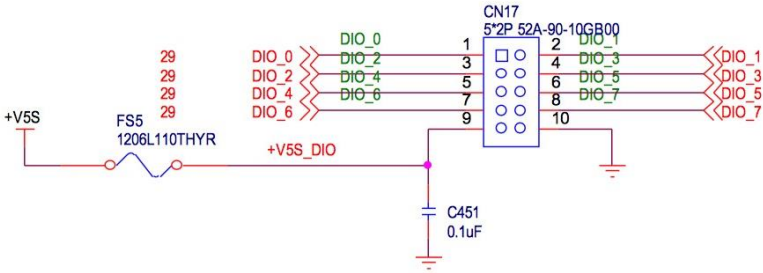 CN17
5*2P 52A-90-10GB00
29 DIO_0 DIO_0 1 2 DIO_1 DIO_1
29 DIO_2 DIO_2 3 4 DIO_3 DIO_3
29 DIO_4 DIO_4 5 6 DIO_5 DIO_5
29 DIO_6 DIO_6 7 8 DIO_7 DIO_7
9 10
+V5S
FS5
1206L110THYR
+V5S_DIO
C451
0.1uF